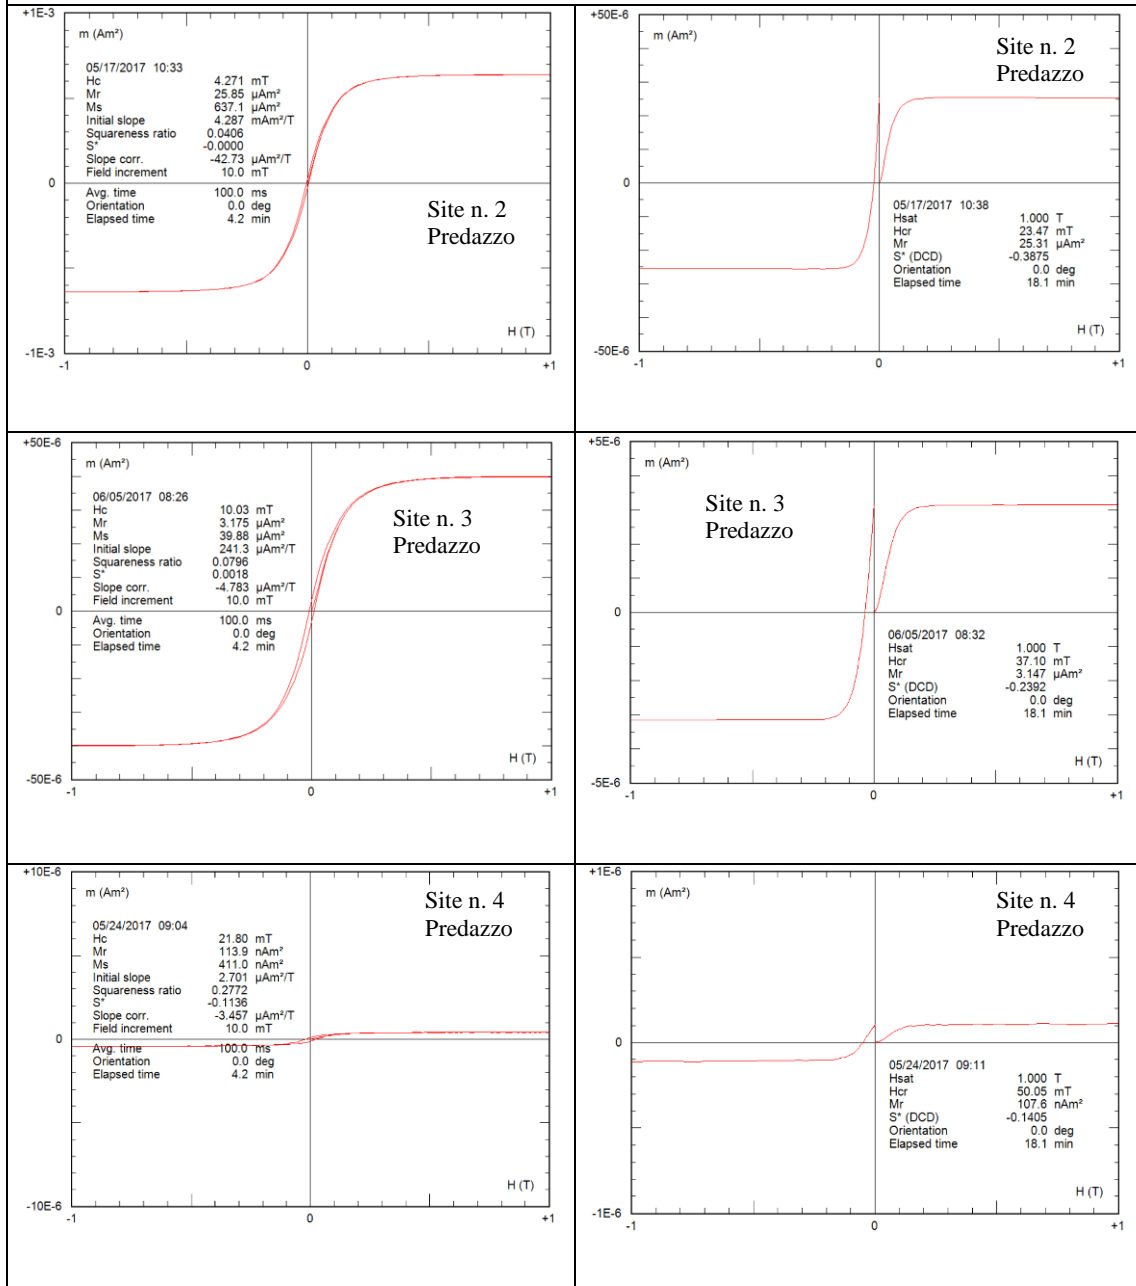 +1E-3
m (Am²)
05/17/2017 10:33
Hc 4.271 mT
Mr 25.85 µAm²
Ms 637.1 µAm²
Initial slope 4.287 mAm²/T
Squareness ratio 0.0406
S* -0.0000
Slope corr. -42.73 µAm²/T
Field increment 10.0 mT
0
Avg. time 100.0 ms
Orientation 0.0 deg
Elapsed time 4.2 min
Site n. 2
Predazzo
H (T)
-1E-3
-1 0 +1
+50E-6
m (Am²)
Site n. 2
Predazzo
0
05/17/2017 10:38
Hsat 1.000 T
Hcr 23.47 mT
Mr 25.31 µAm²
S* (DCD) -0.3875
Orientation 0.0 deg
Elapsed time 18.1 min
H (T)
-50E-6
-1 0 +1
+50E-6
m (Am²)
06/05/2017 08:26
Hc 10.03 mT
Mr 3.175 µAm²
Ms 39.88 µAm²
Initial slope 241.3 µAm²/T
Squareness ratio 0.0796
S* 0.0018
Slope corr. -4.783 µAm²/T
Field increment 10.0 mT
0
Avg. time 100.0 ms
Orientation 0.0 deg
Elapsed time 4.2 min
Site n. 3
Predazzo
H (T)
-50E-6
-1 0 +1
+5E-6
m (Am²)
Site n. 3
Predazzo
0
06/05/2017 08:32
Hsat 1.000 T
Hcr 37.10 mT
Mr 3.147 µAm²
S* (DCD) -0.2392
Orientation 0.0 deg
Elapsed time 18.1 min
H (T)
-5E-6
-1 0 +1
+10E-6
m (Am²)
Site n. 4
Predazzo
05/24/2017 09:04
Hc 21.80 mT
Mr 113.9 nAm²
Ms 411.0 nAm²
Initial slope 2.701 µAm²/T
Squareness ratio 0.2772
S* -0.1136
Slope corr. -3.457 µAm²/T
Field increment 10.0 mT
0
Avg. time 100.0 ms
Orientation 0.0 deg
Elapsed time 4.2 min
H (T)
-10E-6
-1 0 +1
+1E-6
m (Am²)
Site n. 4
Predazzo
0
05/24/2017 09:11
Hsat 1.000 T
Hcr 50.05 mT
Mr 107.6 nAm²
S* (DCD) -0.1405
Orientation 0.0 deg
Elapsed time 18.1 min
H (T)
-1E-6
-1 0 +1